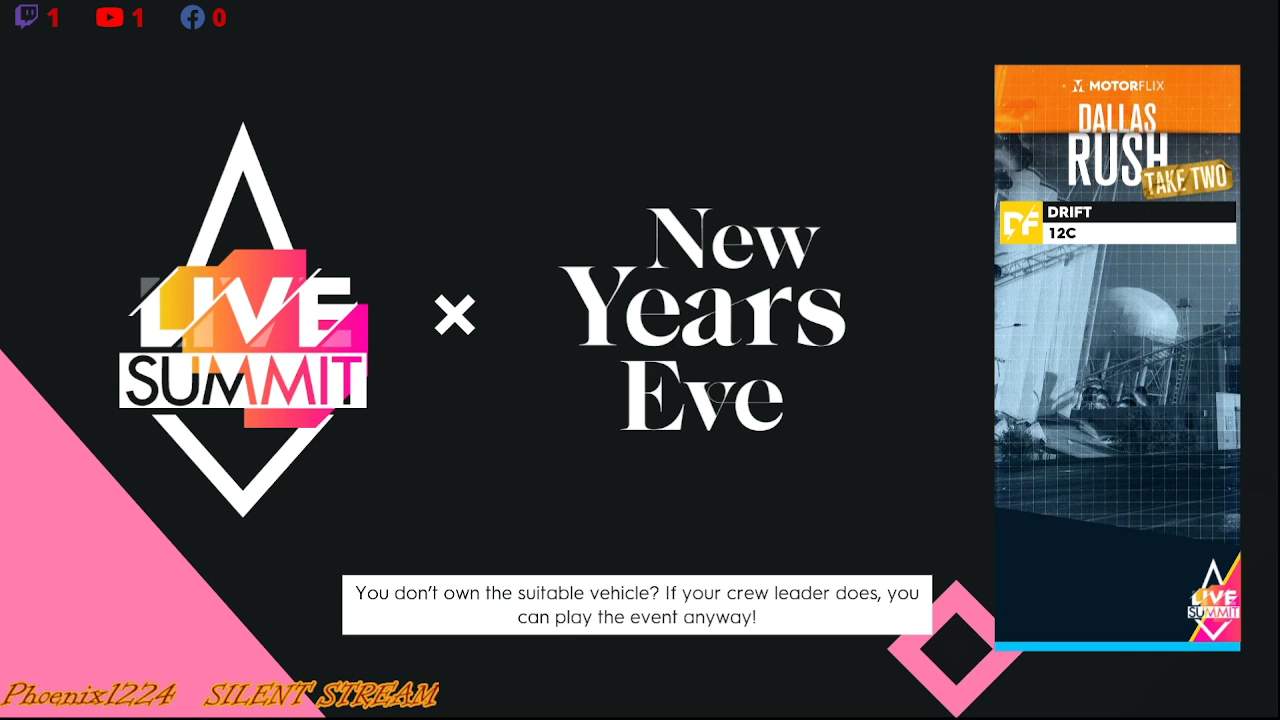 1 1 0
MOTORFLIX
DALLAS
RUSH
TAKE TWO
DF DRIFT
12C
LIVE
SUMMIT
New
Years
Eve
You don't own the suitable vehicle? If your crew leader does, you
can play the event anyway!
LIVE
SUMMIT
Phoenix1224 SILENT STREAM